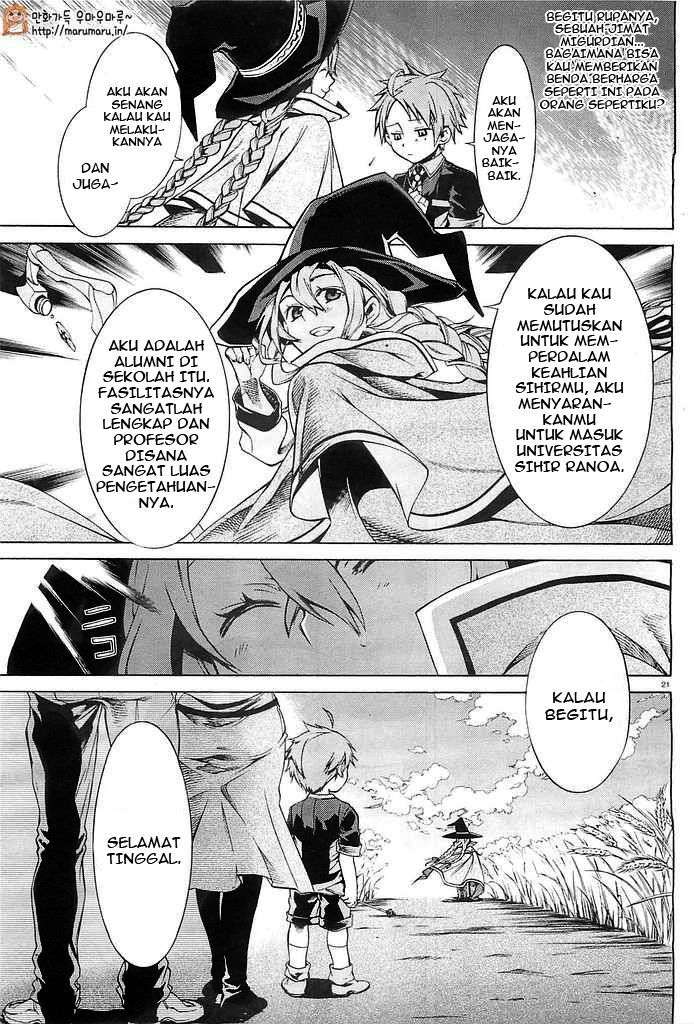 만화가득 우마우마루~
http://marumaru.in/
BEGITU RUPANYA,
SEBUAH JIMAT
MIGURDIAN...
BAGAIMANA BISA
KAU MEMBERIKAN
BENDA BERHARGA
SEPERTI INI PADA
ORANG SEPERTIKU?
AKU
AKAN
MEN-
JAGA-
NYA
BAIK-
BAIK.
AKU AKAN
SENANG
KALAU KAU
MELAKU-
KANNYA
DAN
JUGA-
KALAU KAU
SUDAH
MEMUTUSKAN
UNTUK MEM-
PERDALAM
KEAHLIAN
SIHIRMU, AKU
MENYARAN-
KANMU
UNTUK MASUK
UNIVERSITAS
SIHIR RANOA.
AKU ADALAH
ALUMNI DI
SEKOLAH ITU.
FASILITASNYA
SANGATLAH
LENGKAP DAN
PROFESOR
DISANA
SANGAT LUAS
PENGETAHUAN-
NYA.
ニコ
21
KALAU
BEGITU,
SELAMAT
TINGGAL.